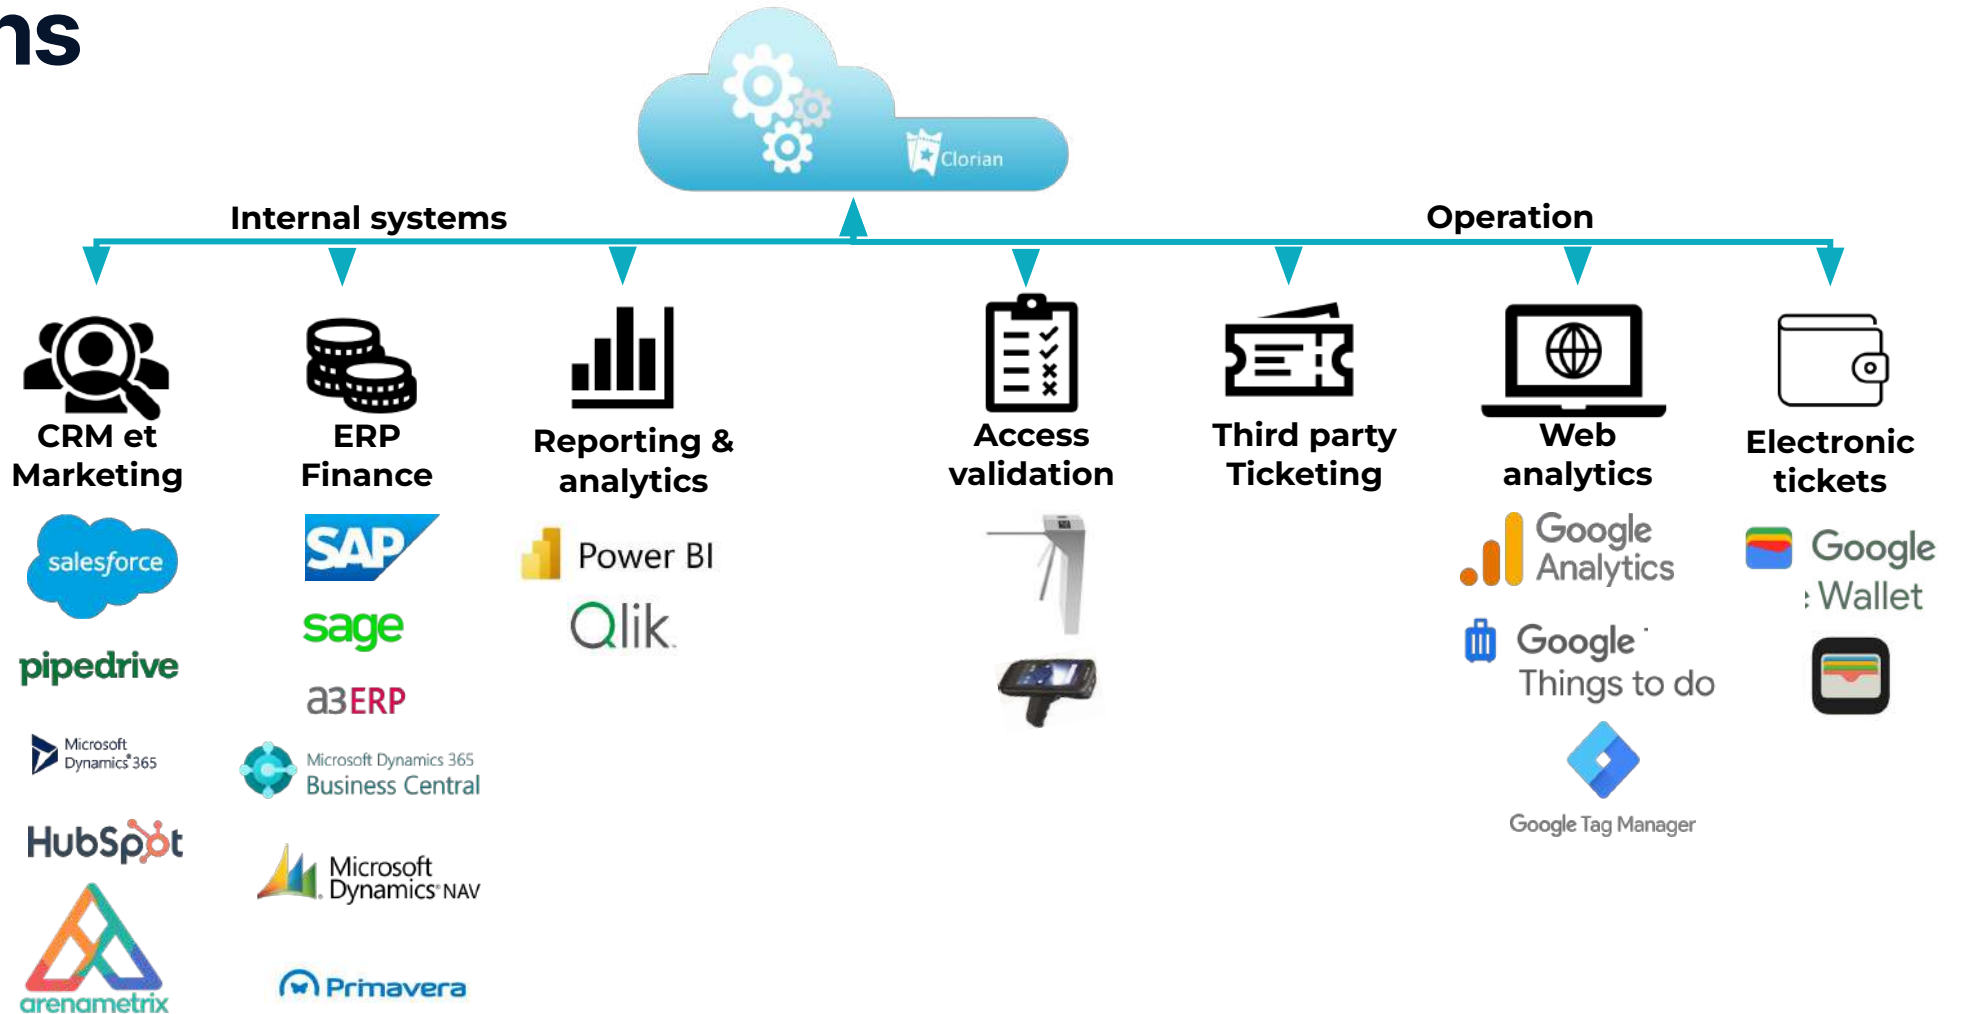 ns
Clorian
Internal systems
Operation
CRM et
Marketing
salesforce
pipedrive
Microsoft
Dynamics 365
HubSpot
arenametrix
ERP
Finance
SAP
sage
a3ERP
Microsoft Dynamics 365
Business Central
Microsoft
Dynamics NAV
Primavera
Reporting &
analytics
Power BI
Qlik
Access
validation
Third party
Ticketing
Web
analytics
Google
Analytics
Google
Things to do
Google Tag Manager
Electronic
tickets
Google
Wallet